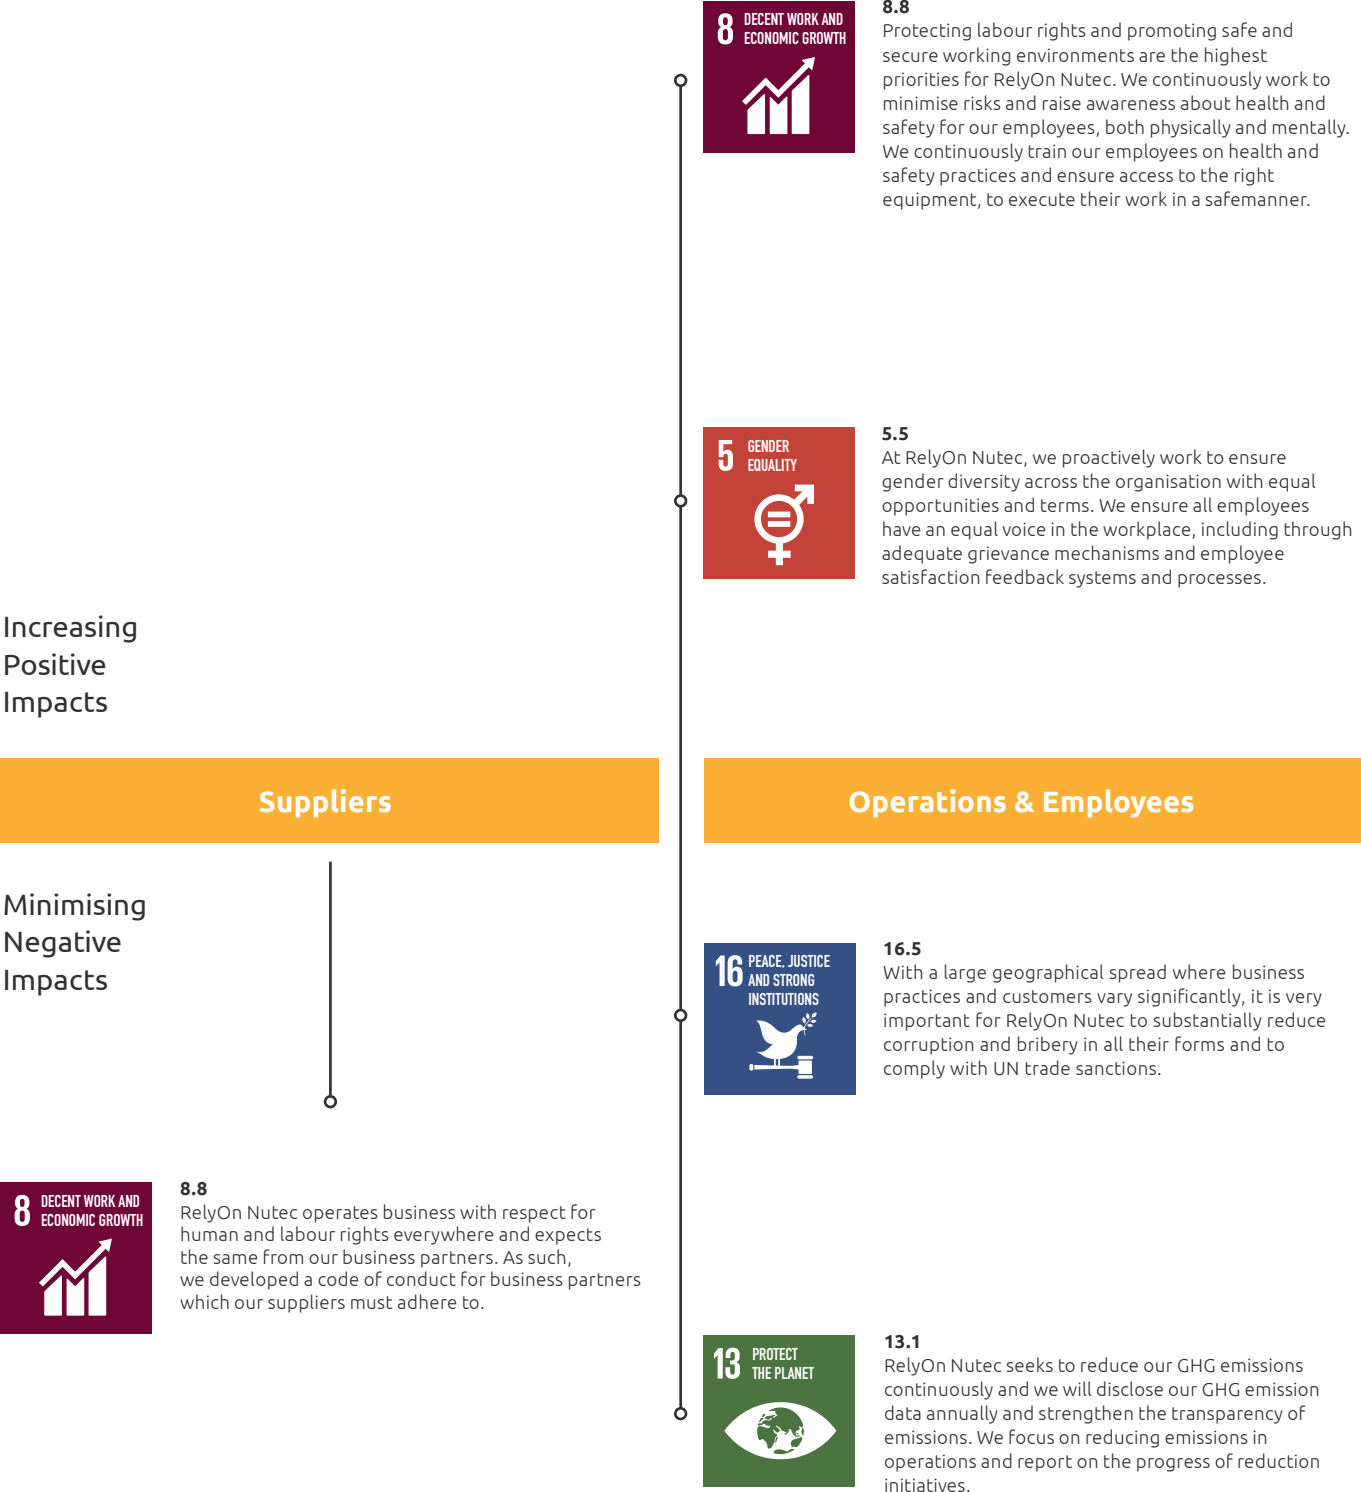 8 DECENT WORK AND
ECONOMIC GROWTH
8.8
Protecting labour rights and promoting safe and
secure working environments are the highest
priorities for RelyOn Nutec. We continuously work to
minimise risks and raise awareness about health and
safety for our employees, both physically and mentally.
We continuously train our employees on health and
safety practices and ensure access to the right
equipment, to execute their work in a safemanner.
5 GENDER
EQUALITY
5.5
At RelyOn Nutec, we proactively work to ensure
gender diversity across the organisation with equal
opportunities and terms. We ensure all employees
have an equal voice in the workplace, including through
adequate grievance mechanisms and employee
satisfaction feedback systems and processes.
Increasing
Positive
Impacts
Suppliers
Operations & Employees
Minimising
Negative
Impacts
16 PEACE, JUSTICE
AND STRONG
INSTITUTIONS
16.5
With a large geographical spread where business
practices and customers vary significantly, it is very
important for RelyOn Nutec to substantially reduce
corruption and bribery in all their forms and to
comply with UN trade sanctions.
8 DECENT WORK AND
ECONOMIC GROWTH
8.8
RelyOn Nutec operates business with respect for
human and labour rights everywhere and expects
the same from our business partners. As such,
we developed a code of conduct for business partners
which our suppliers must adhere to.
13 PROTECT
THE PLANET
13.1
RelyOn Nutec seeks to reduce our GHG emissions
continuously and we will disclose our GHG emission
data annually and strengthen the transparency of
emissions. We focus on reducing emissions in
operations and report on the progress of reduction
initiatives.